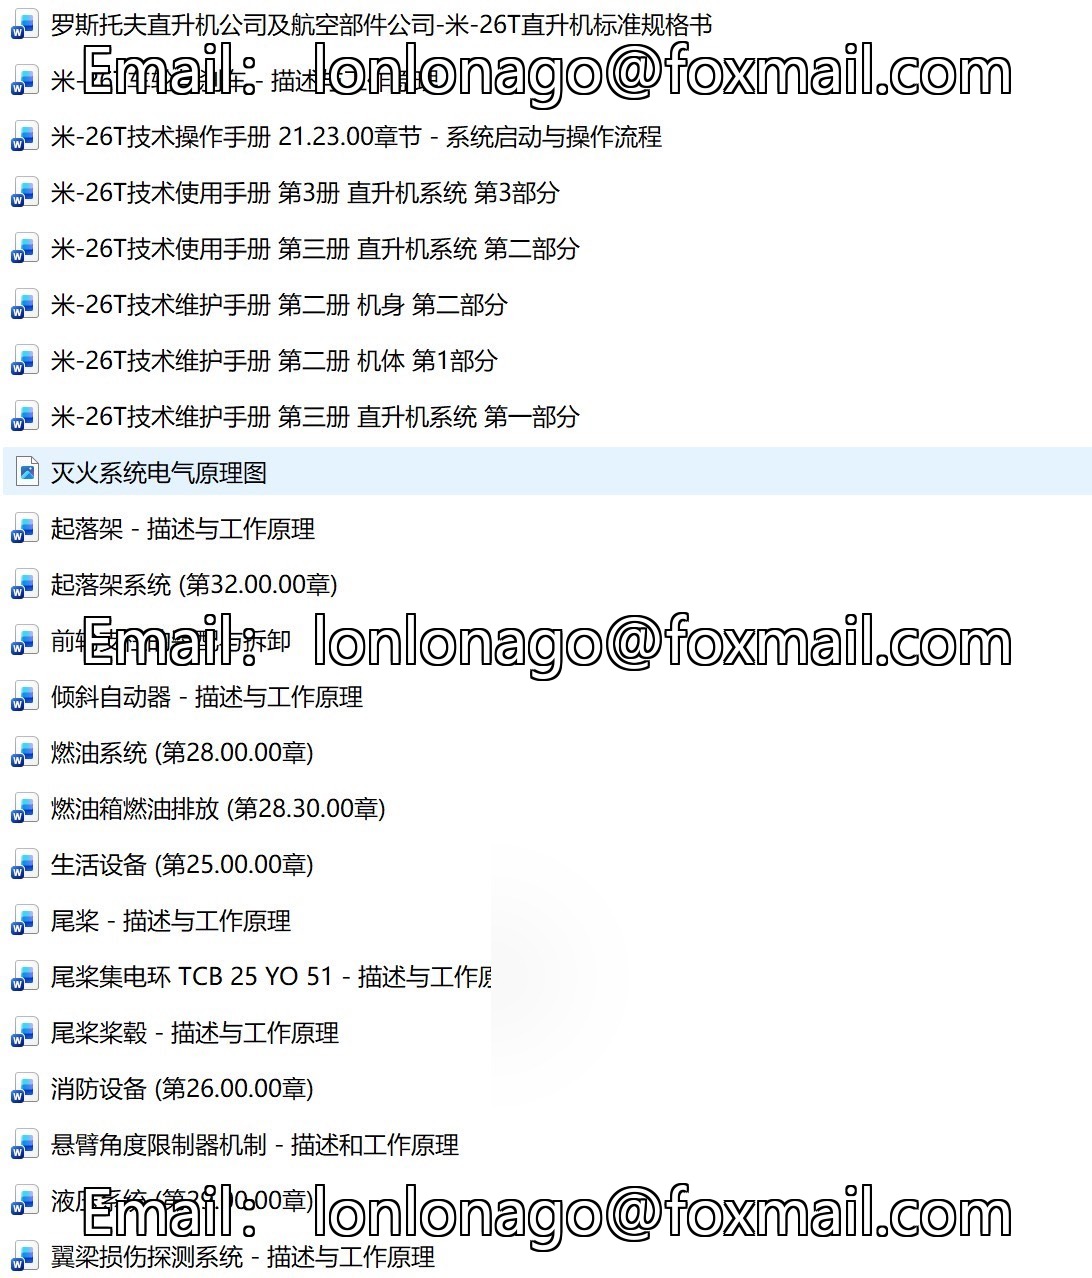 罗斯托夫直升机公司及航空部件公司-米-26T直升机标准规格书
Email： lonlonago@foxmail.com
米-26T技术操作手册 21.23.00章节 - 系统启动与操作流程
米-26T技术使用手册 第3册 直升机系统 第3部分
米-26T技术使用手册 第三册 直升机系统 第二部分
米-26T技术维护手册 第二册 机身 第二部分
米-26T技术维护手册 第二册 机体 第1部分
米-26T技术维护手册 第三册 直升机系统 第一部分
灭火系统电气原理图
起落架 - 描述与工作原理
起落架系统 (第32.00.00章)
Email： lonlonago@foxmail.com
倾斜自动器 - 描述与工作原理
燃油系统 (第28.00.00章)
燃油箱燃油排放 (第28.30.00章)
生活设备 (第25.00.00章)
尾桨 - 描述与工作原理
尾桨集电环 TCB 25 YO 51 - 描述与工作原
尾桨桨毂 - 描述与工作原理
消防设备 (第26.00.00章)
悬臂角度限制器机制 - 描述和工作原理
液压系统 (第29.00.00章)
Email： lonlonago@foxmail.com
翼梁损伤探测系统 - 描述与工作原理